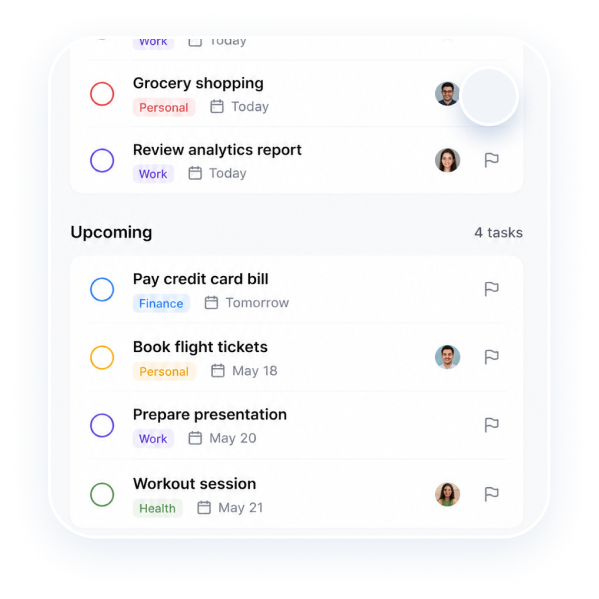 Work Today
Grocery shopping
Personal Today
Review analytics report
Work Today
Upcoming 4 tasks
Pay credit card bill
Finance Tomorrow
Book flight tickets
Personal May 18
Prepare presentation
Work May 20
Workout session
Health May 21